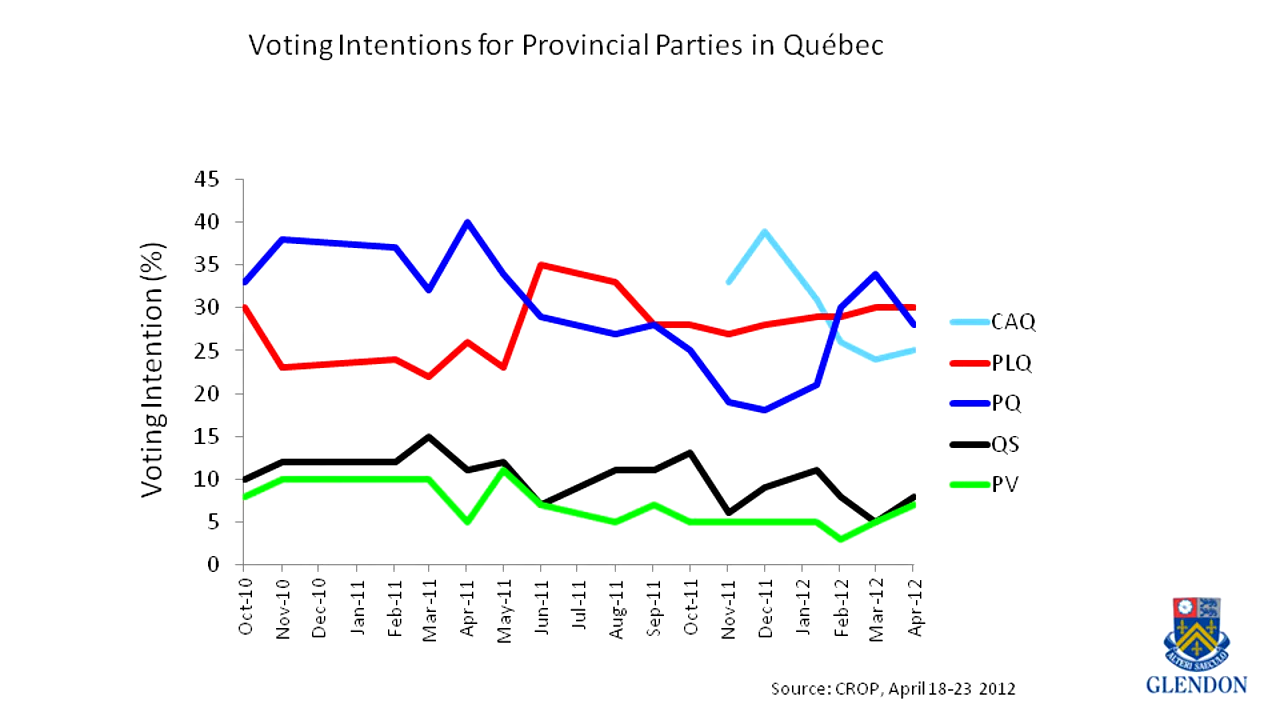 Voting Intentions for Provincial Parties in Québec
Voting Intention (%)
45
40
35
30
25
20
15
10
5
0
Oct-10
Nov-10
Dec-10
Jan-11
Feb-11
Mar-11
Apr-11
May-11
Jun-11
Jul-11
Aug-11
Sep-11
Oct-11
Nov-11
Dec-11
Jan-12
Feb-12
Mar-12
Apr-12
CAQ
PLQ
PQ
QS
PV
Source: CROP, April 18-23 2012
ALTERI SAECULO
GLENDON